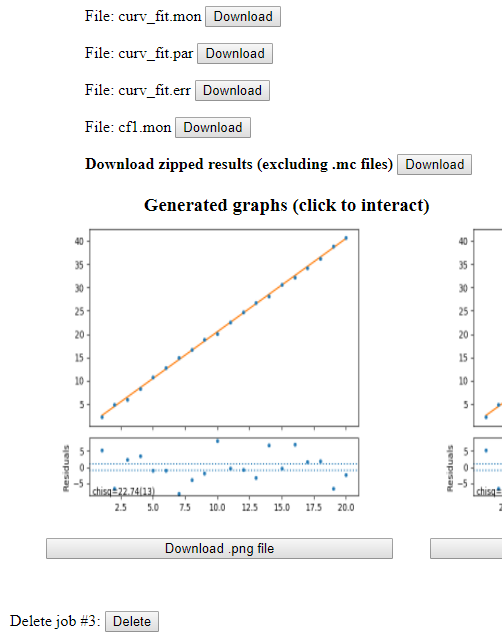 File: curv_fit.mon Download
File: curv_fit.par Download
File: curv_fit.err Download
File: cf1.mon Download
Download zipped results (excluding .mc files) Download
Generated graphs (click to interact)
40 40
35 35
30 30
25 25
20 20
15 15
10 10
5 5
Residuals Residuals
5 5
0 0
−5 −5
chisq=22.74(13) chisq=
2.5 5.0 7.5 10.0 12.5 15.0 17.5 20.0
Download .png file
Delete job #3: Delete